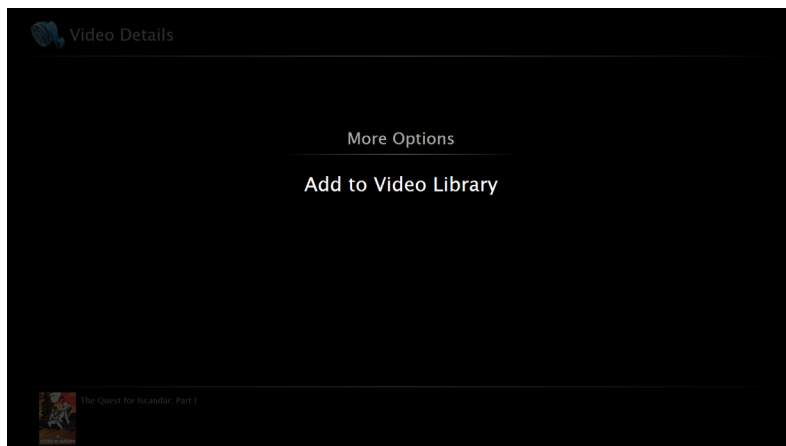 Video Details
More Options
Add to Video Library
The Quest for Iscandar: Part I